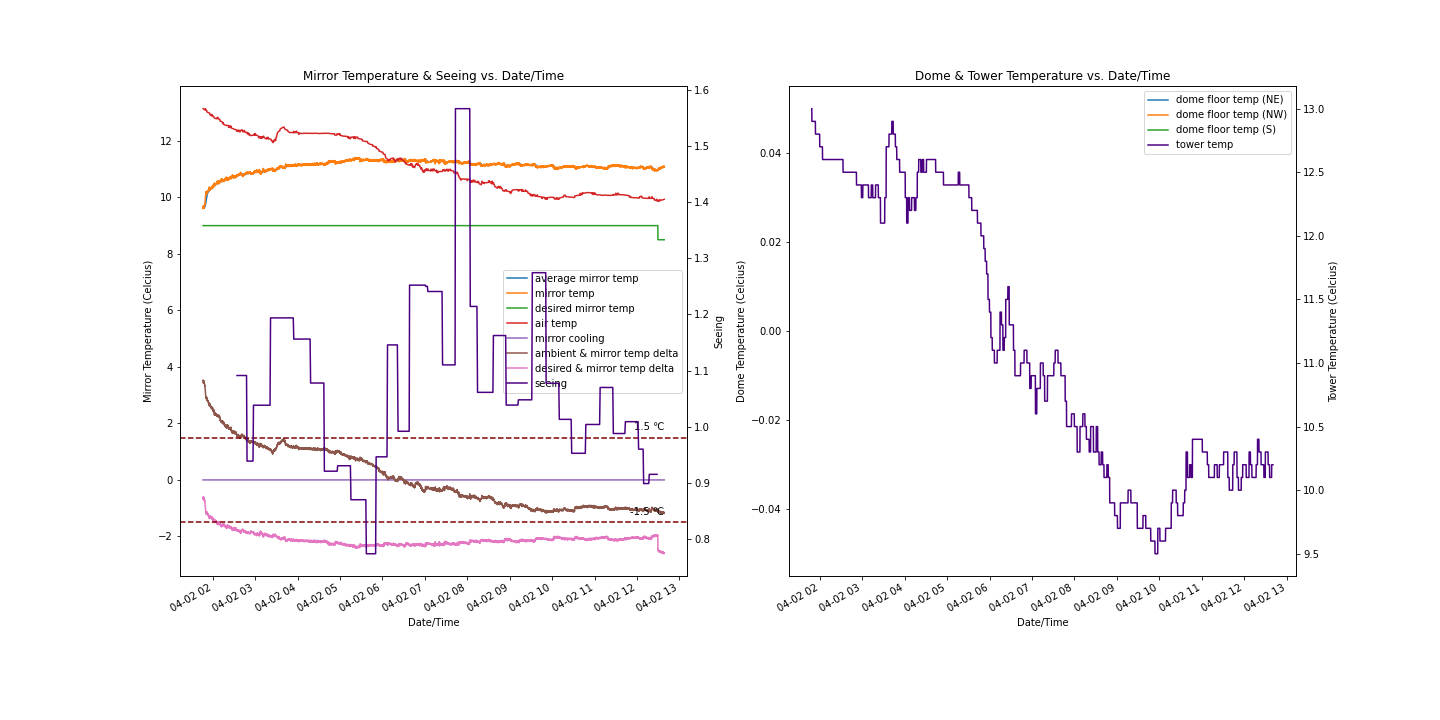 Mirror Temperature & Seeing vs. Date/Time
Mirror Temperature (Celcius)
12
10
8
6
4
2
0
−2
1.6
1.5
1.4
1.3
1.2
1.1
1.0
0.9
0.8
Seeing
average mirror temp
mirror temp
desired mirror temp
air temp
mirror cooling
ambient & mirror temp delta
desired & mirror temp delta
seeing
1.5 ℃
-1.5 ℃
04-02 02
04-02 03
04-02 04
04-02 05
04-02 06
04-02 07
04-02 08
04-02 09
04-02 10
04-02 11
04-02 12
04-02 13
Date/Time
Dome & Tower Temperature vs. Date/Time
Dome Temperature (Celcius)
0.04
0.02
0.00
−0.02
−0.04
dome floor temp (NE)
dome floor temp (NW)
dome floor temp (S)
tower temp
13.0
12.5
12.0
11.5
11.0
10.5
10.0
9.5
Tower Temperature (Celcius)
04-02 02
04-02 03
04-02 04
04-02 05
04-02 06
04-02 07
04-02 08
04-02 09
04-02 10
04-02 11
04-02 12
04-02 13
Date/Time